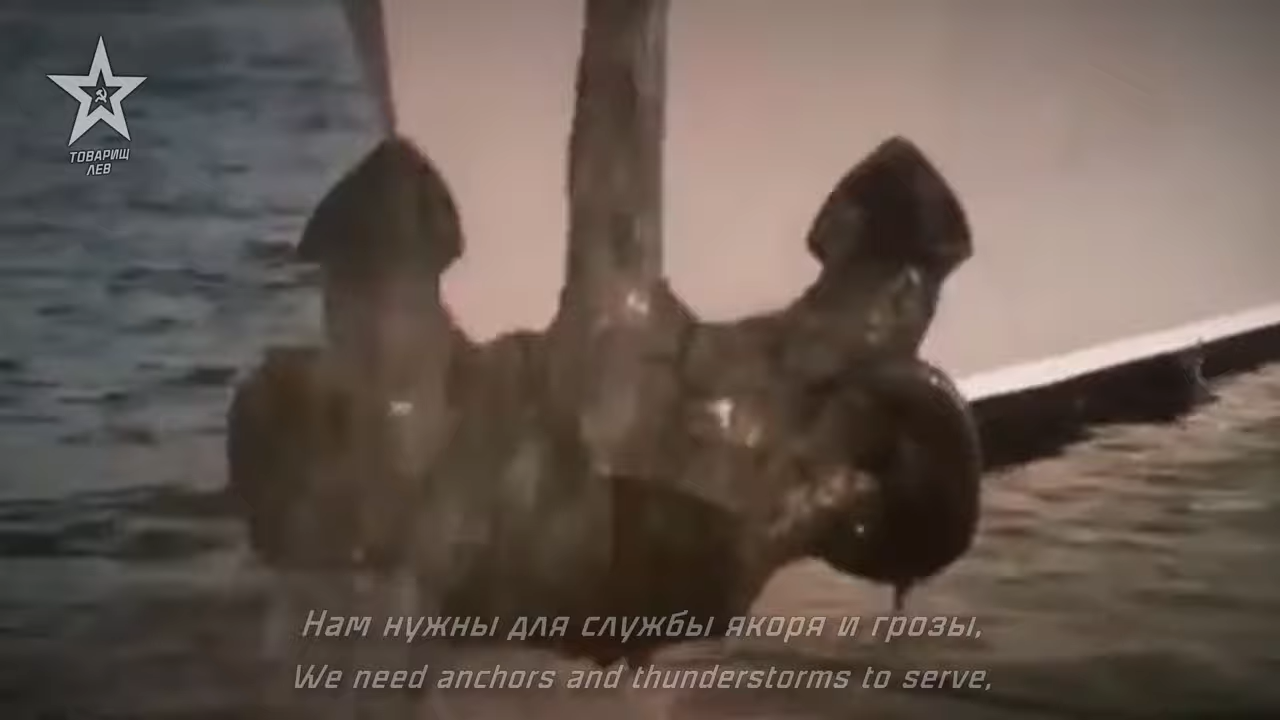 ТОВАРИЩ
ЛЕВ
Нам нужны для службы якоря и грозы,
We need anchors and thunderstorms to serve,